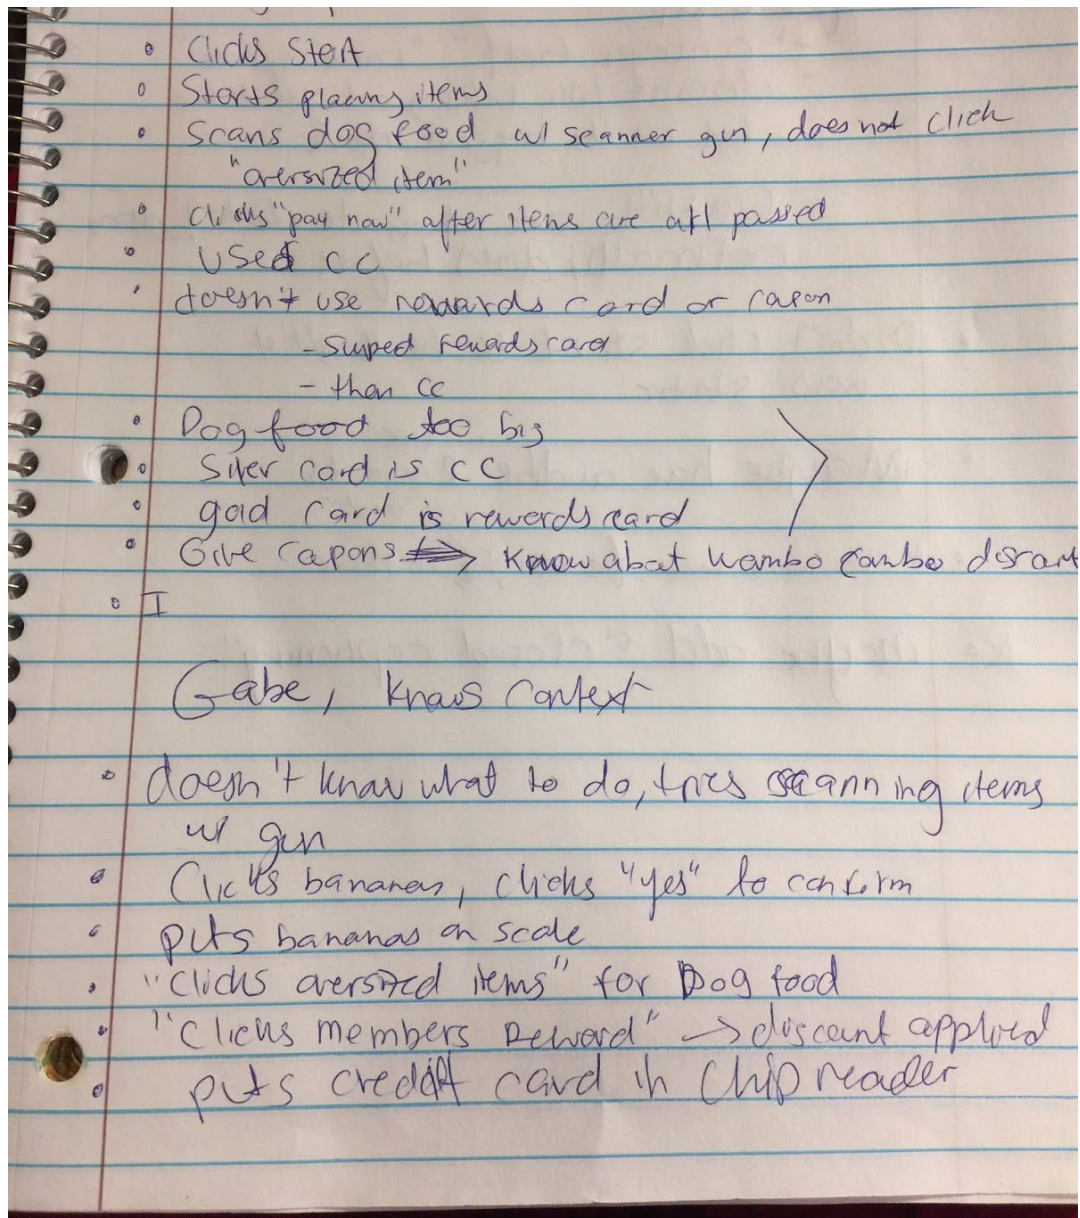 • Clicks Start
• Starts placing items
• Scans dog food w/ scanner gun, does not click
"oversized item"
• clicks "pay now" after items are all passed
• used CC
• doesn't use rewards card or coupon
- swiped rewards card
- then CC
• Dog food too big
• Silver card is CC
• gold card is rewards card
• Give coupons → Know about combo can be
• I
Gabe, knows context
• doesn't know what to do, tries scanning items
w/ gun
• Clicks bananas, clicks "yes" to confirm
• puts bananas on scale
• "Clicks oversized items" for Dog food
• "Clicks members Reward" → discount applied
• puts credit card in Chip reader